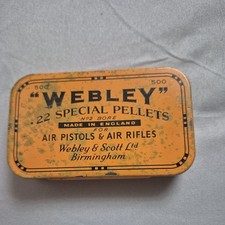 500 500
"WEBLEY"
.22 SPECIAL PELLETS
Nº2 BORE
MADE IN ENGLAND
FOR
AIR PISTOLS & AIR RIFLES
Webley & Scott Ltd
Birmingham.